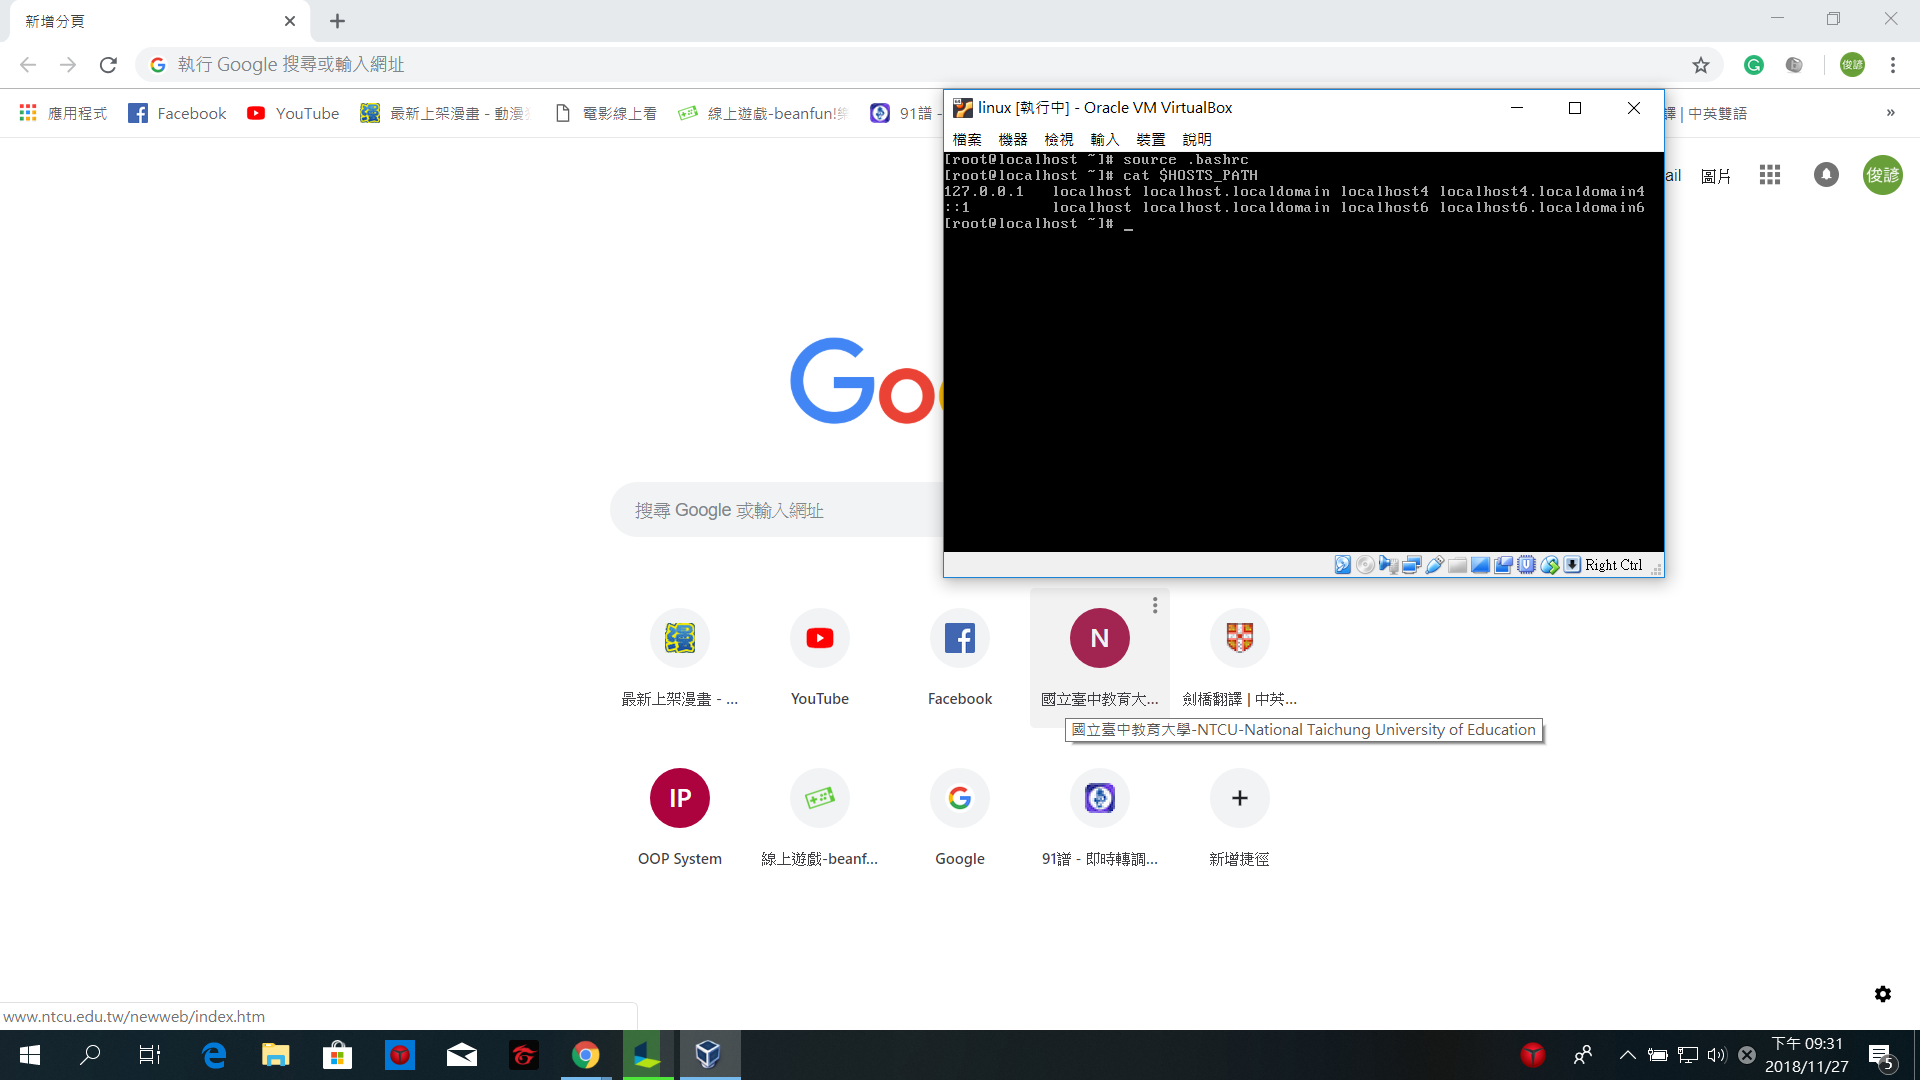 新增分頁
執行 Google 搜尋或輸入網址
俊諺
應用程式
Facebook
YouTube
最新上架漫畫 - 動漫
電影線上看
線上遊戲-beanfun!
91譜 -
| 中英雙語
»
linux [執行中] - Oracle VM VirtualBox
檔案 機器 檢視 輸入 裝置 說明
[root@localhost ~]# source .bashrc
[root@localhost ~]# cat $HOSTS_PATH
127.0.0.1 localhost localhost.localdomain localhost4 localhost4.localdomain4
::1 localhost localhost.localdomain localhost6 localhost6.localdomain6
[root@localhost ~]# _
Right Ctrl
ail
圖片
俊諺
Go
搜尋 Google 或輸入網址
N
最新上架漫畫 - ...
YouTube
Facebook
國立臺中教育大...
劍橋翻譯 | 中英...
國立臺中教育大學-NTCU-National Taichung University of Education
IP
OOP System
線上遊戲-beanf...
Google
91譜 - 即時轉調...
新增捷徑
www.ntcu.edu.tw/newweb/index.htm
下午 09:31
2018/11/27
5